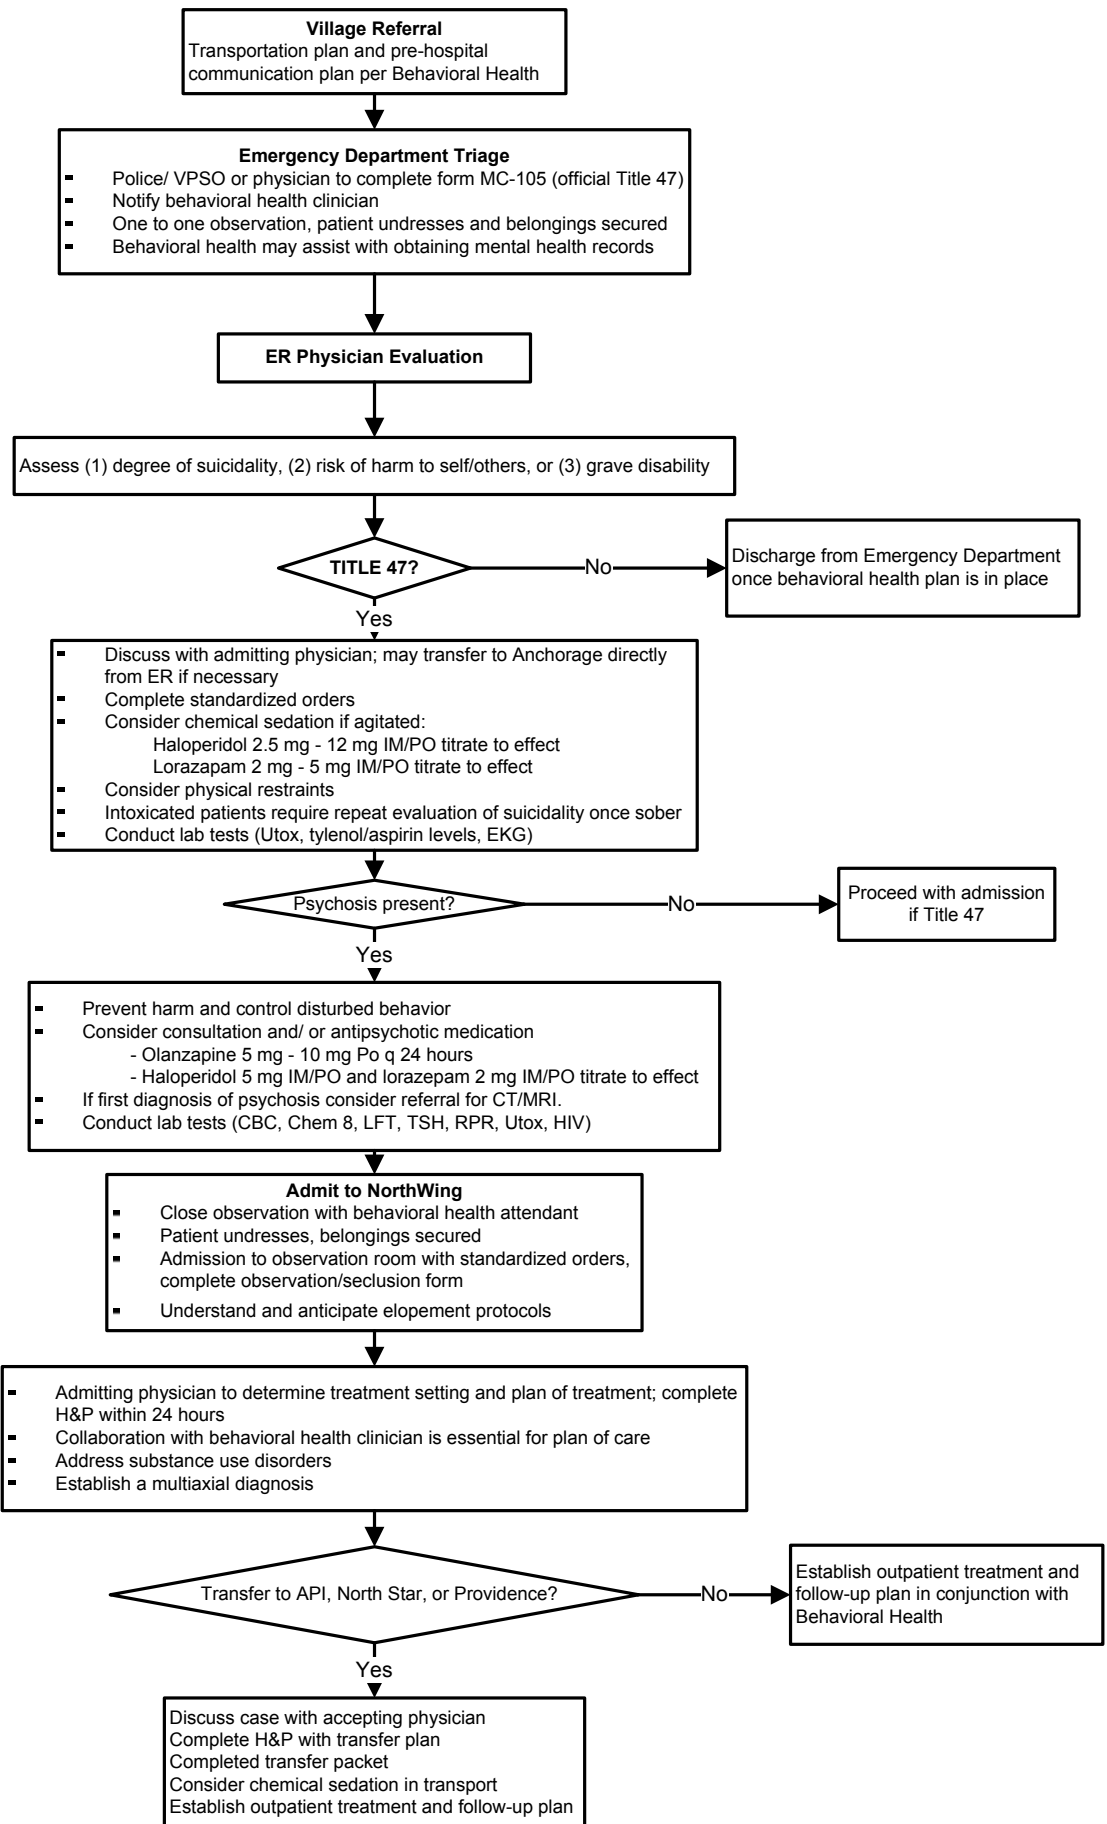 Village Referral
Transportation plan and pre-hospital
communication plan per Behavioral Health
Emergency Department Triage
▪ Police/ VPSO or physician to complete form MC-105 (official Title 47)
▪ Notify behavioral health clinician
▪ One to one observation, patient undresses and belongings secured
▪ Behavioral health may assist with obtaining mental health records
ER Physician Evaluation
Assess (1) degree of suicidality, (2) risk of harm to self/others, or (3) grave disability
TITLE 47?
No
Discharge from Emergency Department
once behavioral health plan is in place
Yes
▪ Discuss with admitting physician; may transfer to Anchorage directly
from ER if necessary
▪ Complete standardized orders
▪ Consider chemical sedation if agitated:
Haloperidol 2.5 mg - 12 mg IM/PO titrate to effect
Lorazapam 2 mg - 5 mg IM/PO titrate to effect
▪ Consider physical restraints
▪ Intoxicated patients require repeat evaluation of suicidality once sober
▪ Conduct lab tests (Utox, tylenol/aspirin levels, EKG)
Psychosis present?
No
Proceed with admission
if Title 47
Yes
▪ Prevent harm and control disturbed behavior
▪ Consider consultation and/ or antipsychotic medication
- Olanzapine 5 mg - 10 mg Po q 24 hours
- Haloperidol 5 mg IM/PO and lorazepam 2 mg IM/PO titrate to effect
▪ If first diagnosis of psychosis consider referral for CT/MRI.
▪ Conduct lab tests (CBC, Chem 8, LFT, TSH, RPR, Utox, HIV)
Admit to NorthWing
▪ Close observation with behavioral health attendant
▪ Patient undresses, belongings secured
▪ Admission to observation room with standardized orders,
complete observation/seclusion form
▪ Understand and anticipate elopement protocols
▪ Admitting physician to determine treatment setting and plan of treatment; complete
H&P within 24 hours
▪ Collaboration with behavioral health clinician is essential for plan of care
▪ Address substance use disorders
▪ Establish a multiaxial diagnosis
Transfer to API, North Star, or Providence?
No
Establish outpatient treatment and
follow-up plan in conjunction with
Behavioral Health
Yes
Discuss case with accepting physician
Complete H&P with transfer plan
Completed transfer packet
Consider chemical sedation in transport
Establish outpatient treatment and follow-up plan